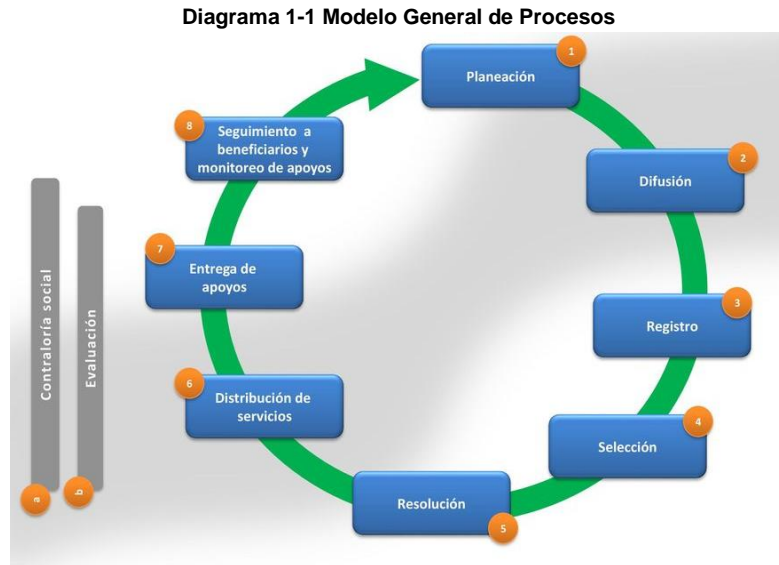 Diagrama 1-1 Modelo General de Procesos
1
Planeación
2
Difusión
3
Registro
4
Selección
5
Resolución
6
Distribución de
servicios
7
Entrega de
apoyos
8
Seguimiento a
beneficiarios y
monitoreo de apoyos
Contraloría social
a
Evaluación
b